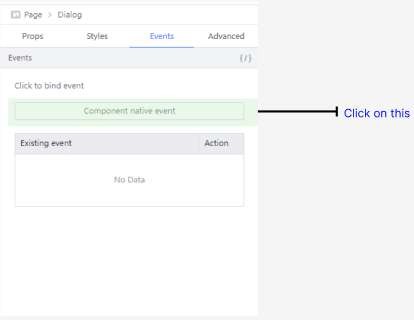 Page > Dialog
Props Styles Events Advanced
Events {/}
Click to bind event
Component native event
Click on this
Existing event Action
No Data